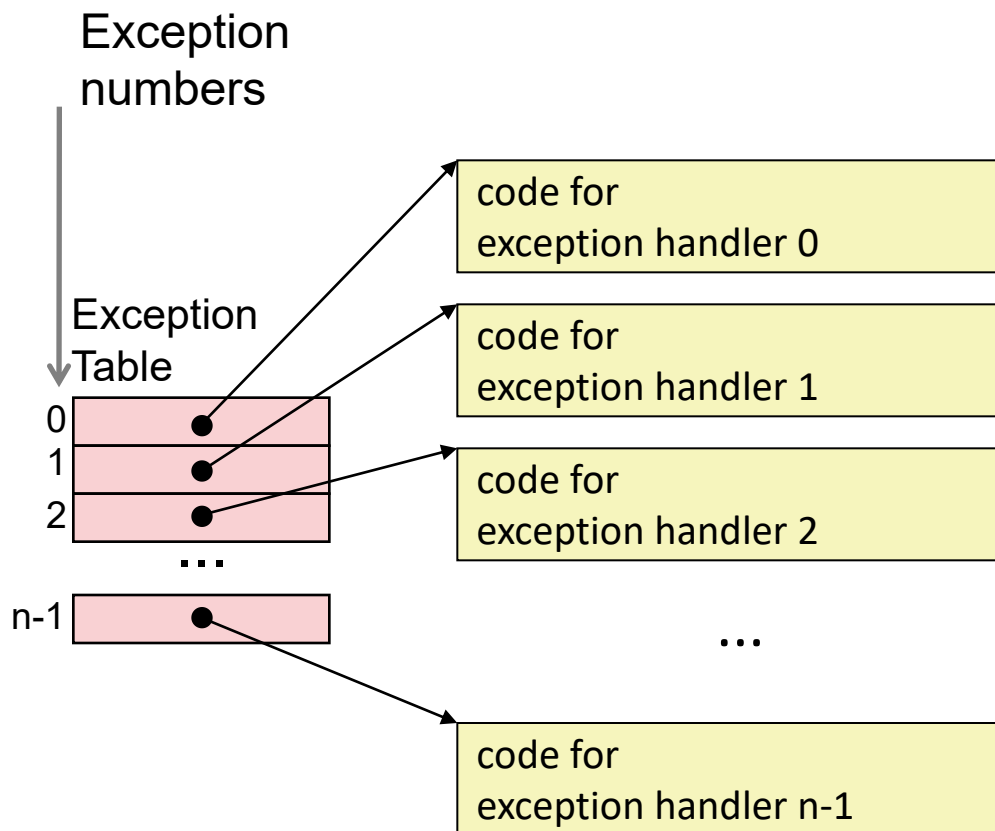 Exception
numbers
code for
exception handler 0
Exception
Table
code for
exception handler 1
0
1
2
code for
exception handler 2
...
n-1
...
code for
exception handler n-1